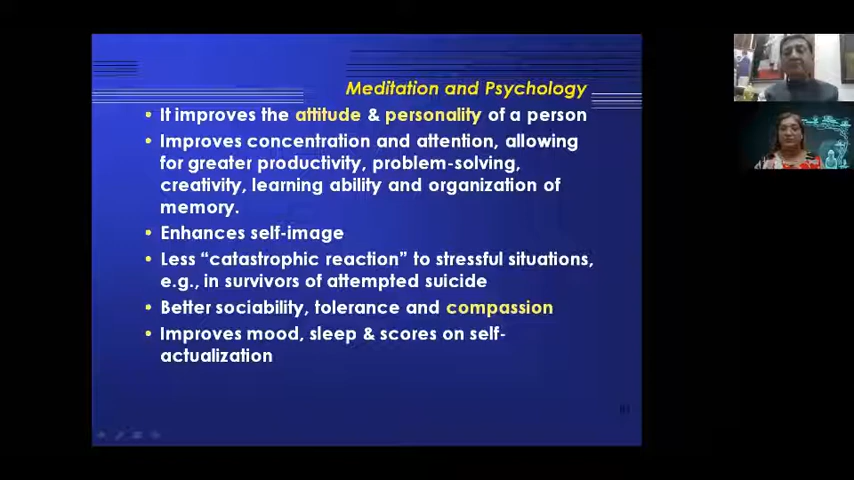 Meditation and Psychology
• It improves the attitude & personality of a person
• Improves concentration and attention, allowing
for greater productivity, problem-solving,
creativity, learning ability and organization of
memory.
• Enhances self-image
• Less “catastrophic reaction” to stressful situations,
e.g., in survivors of attempted suicide
• Better sociability, tolerance and compassion
• Improves mood, sleep & scores on self-
actualization